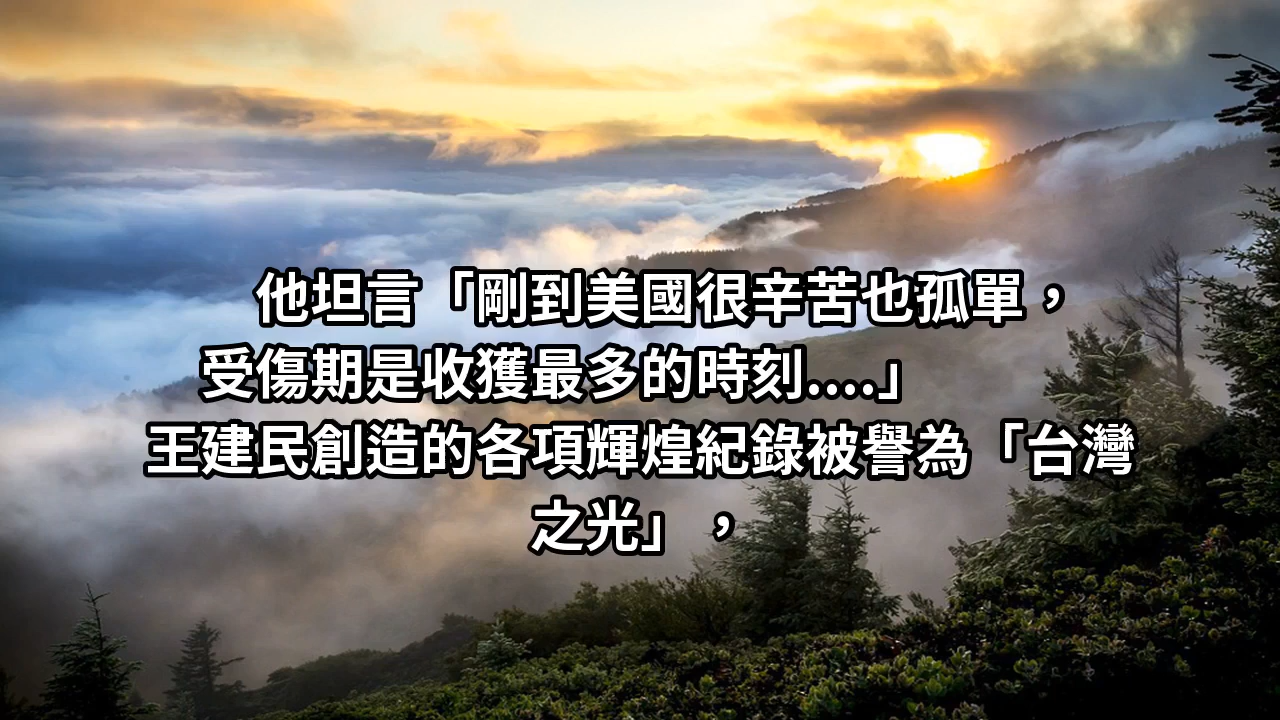 他坦言「剛到美國很辛苦也孤單，
受傷期是收獲最多的時刻....」
王建民創造的各項輝煌紀錄被譽為「台灣
之光」，